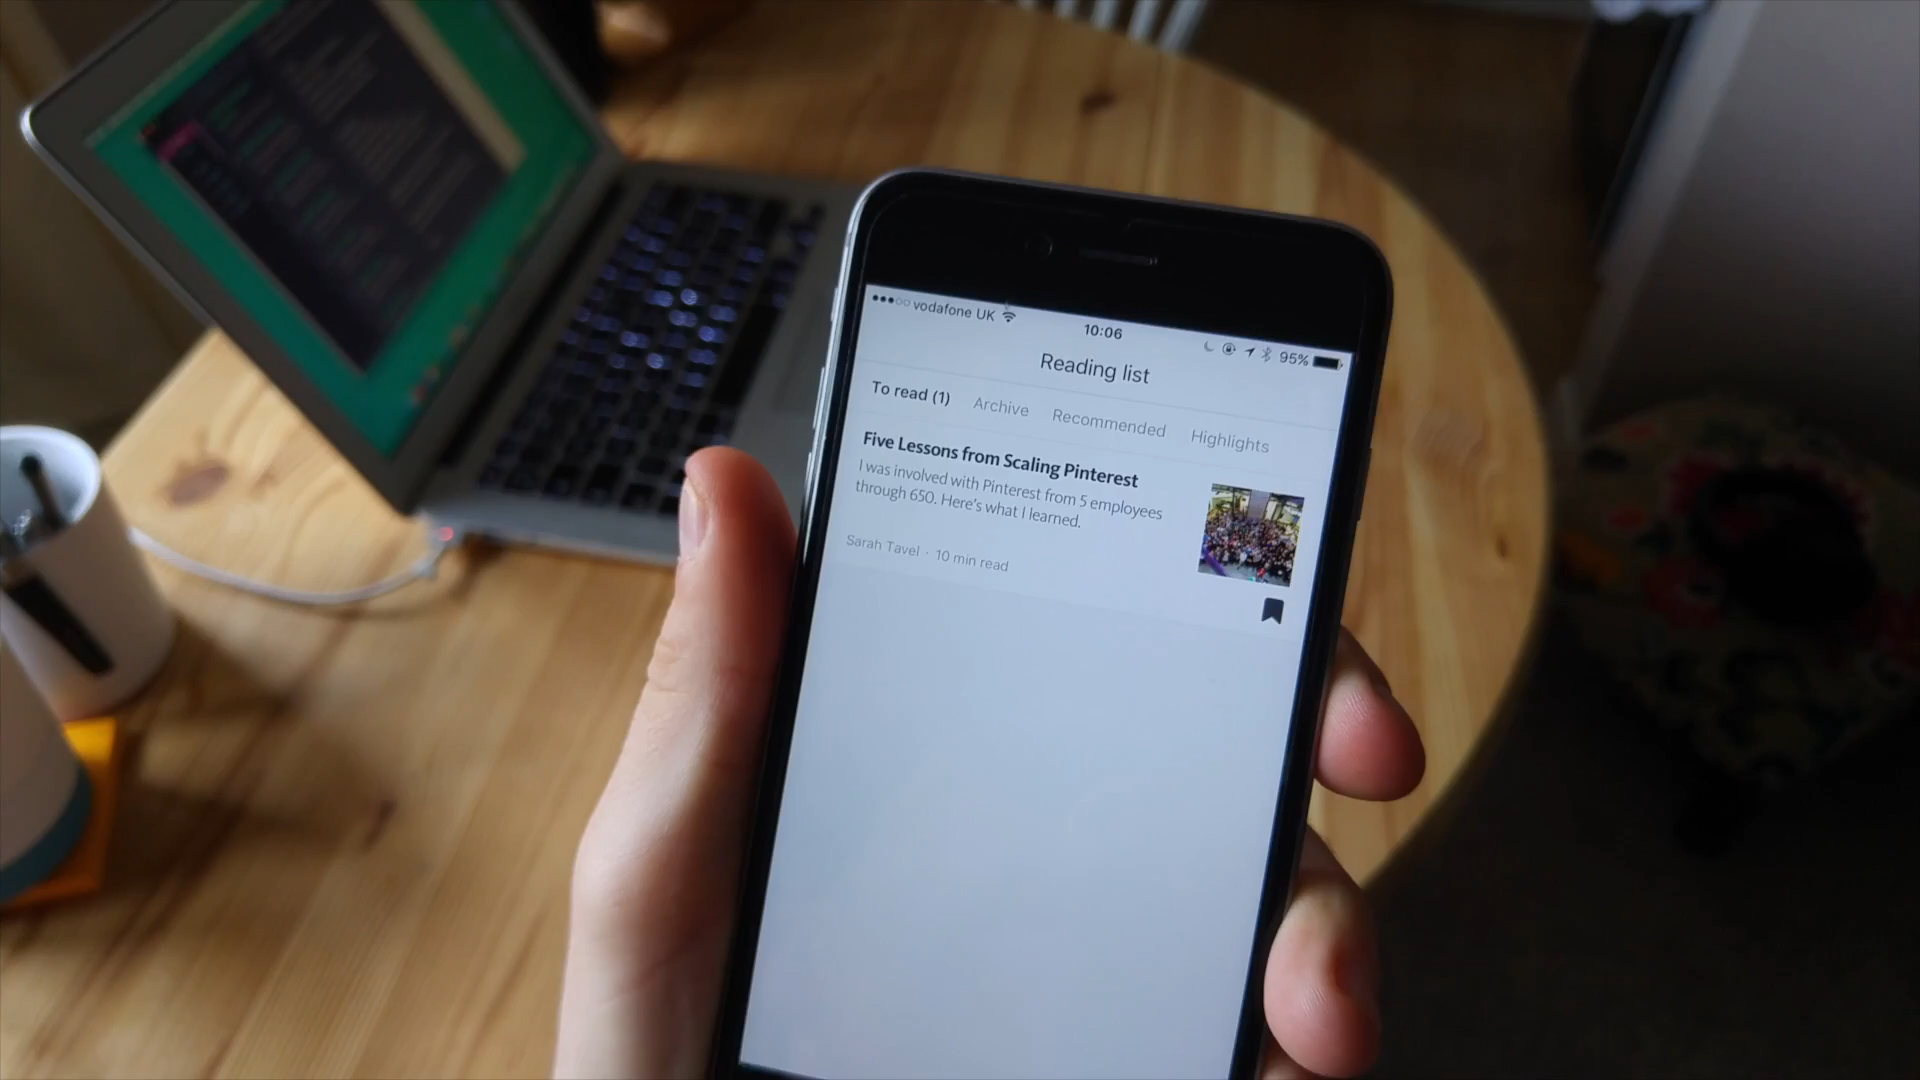 vodafone UK
10:06
95%
Reading list
To read (1) Archive Recommended Highlights
Five Lessons from Scaling Pinterest
I was involved with Pinterest from 5 employees
through 650. Here's what I learned.
Sarah Tavel · 10 min read